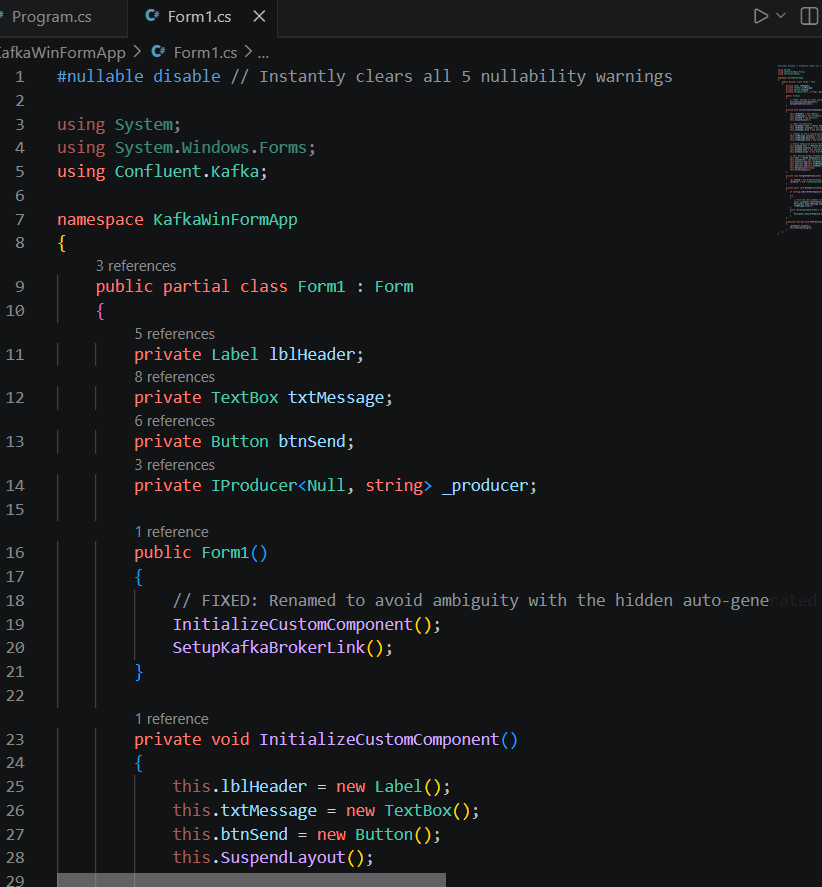 Program.cs
Form1.cs
KafkaWinFormApp > Form1.cs > ...
1 #nullable disable // Instantly clears all 5 nullability warnings
2
3 using System;
4 using System.Windows.Forms;
5 using Confluent.Kafka;
6
7 namespace KafkaWinFormApp
8 {
3 references
9 public partial class Form1 : Form
10 {
5 references
11 private Label lblHeader;
8 references
12 private TextBox txtMessage;
6 references
13 private Button btnSend;
3 references
14 private IProducer<Null, string> _producer;
15
1 reference
16 public Form1()
17 {
18 // FIXED: Renamed to avoid ambiguity with the hidden auto-generated
19 InitializeCustomComponent();
20 SetupKafkaBrokerLink();
21 }
22
1 reference
23 private void InitializeCustomComponent()
24 {
25 this.lblHeader = new Label();
26 this.txtMessage = new TextBox();
27 this.btnSend = new Button();
28 this.SuspendLayout();
29